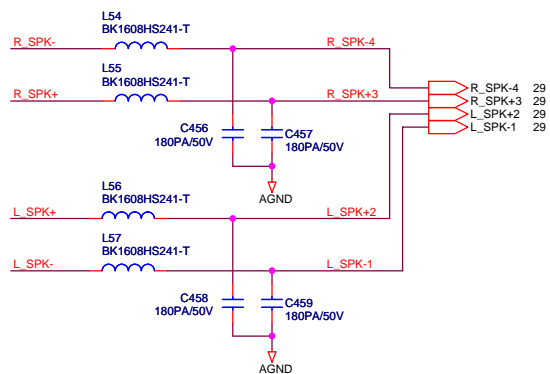 L54
BK1608HS241-T
R_SPK-
R_SPK-4
L55
BK1608HS241-T
R_SPK+
R_SPK+3
R_SPK-4 29
R_SPK+3 29
L_SPK+2 29
L_SPK-1 29
C456
180PA/50V
C457
180PA/50V
AGND
L56
BK1608HS241-T
L_SPK+
L_SPK+2
L57
BK1608HS241-T
L_SPK-
L_SPK-1
C458
180PA/50V
C459
180PA/50V
AGND